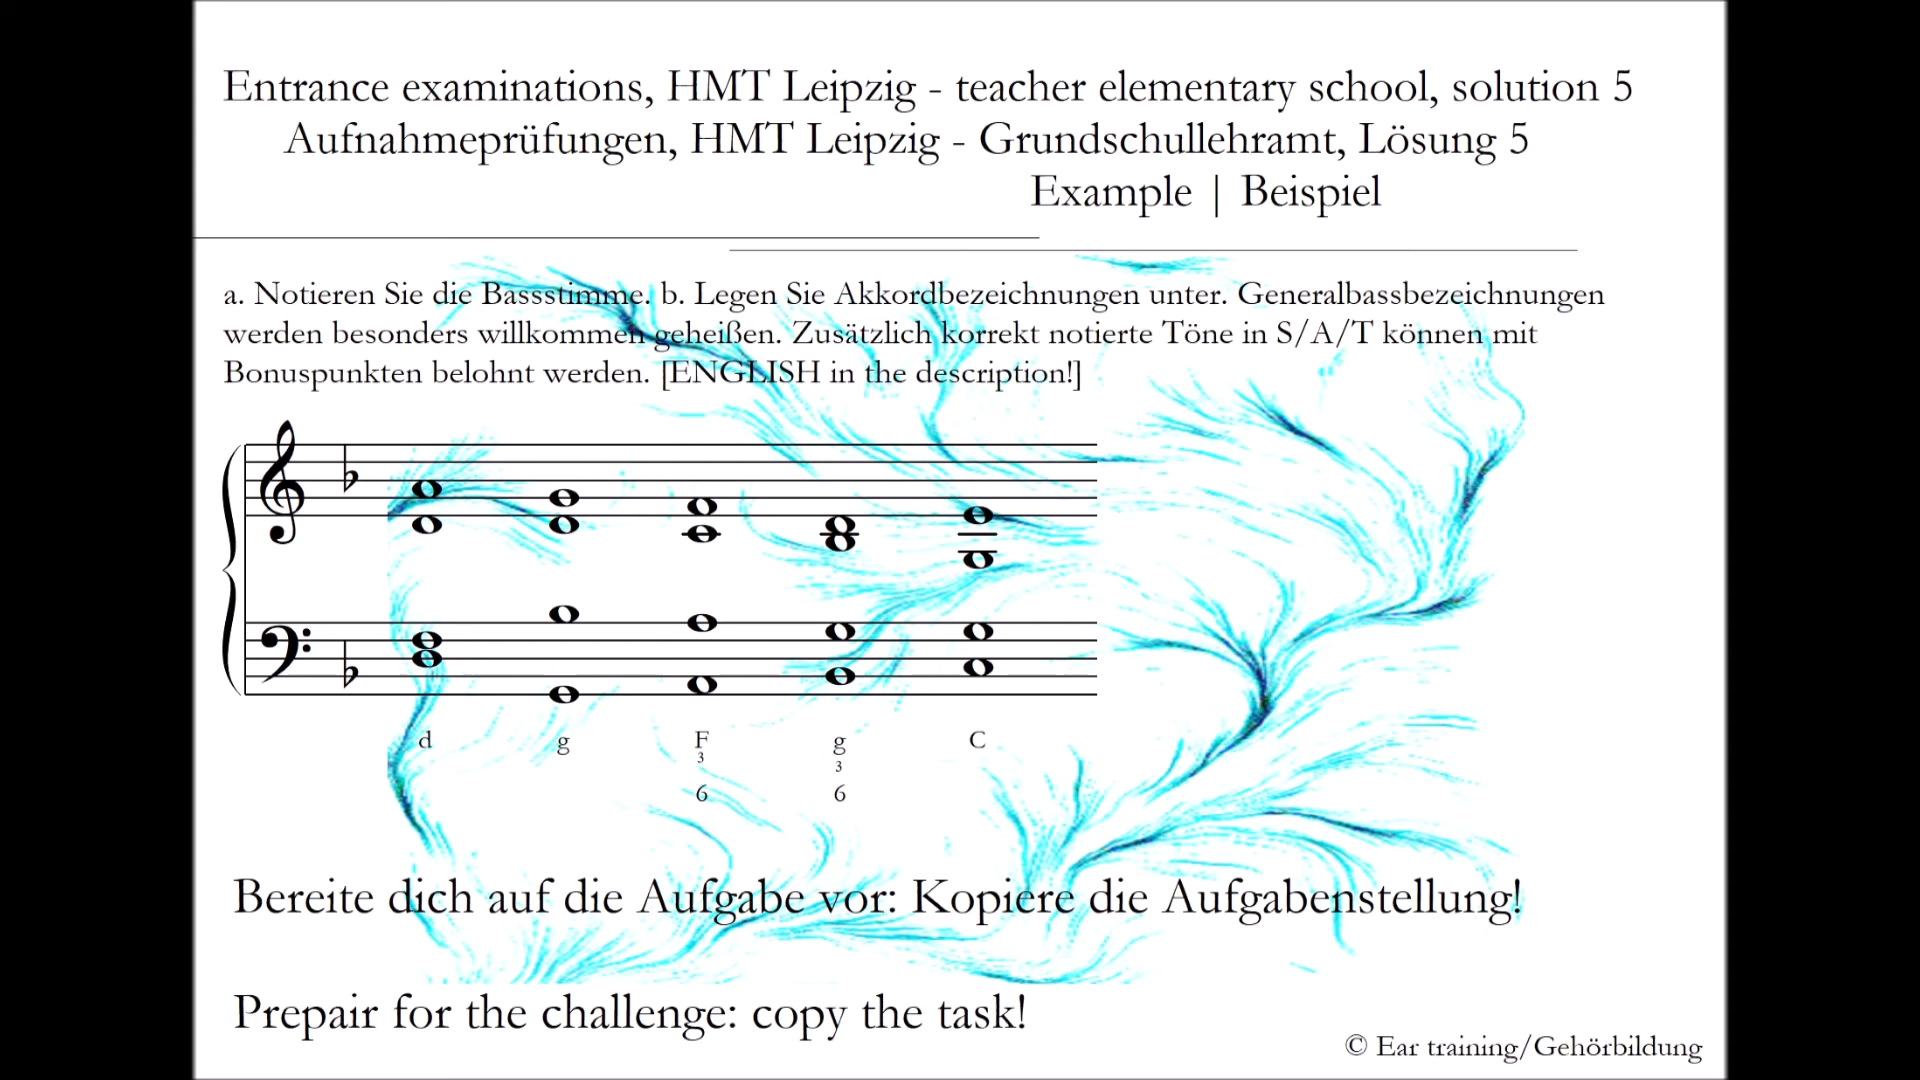 Entrance examinations, HMT Leipzig - teacher elementary school, solution 5
Aufnahmeprüfungen, HMT Leipzig - Grundschullehramt, Lösung 5
Example | Beispiel
a. Notieren Sie die Bassstimme. b. Legen Sie Akkordbezeichnungen unter. Generalbassbezeichnungen
werden besonders willkommen geheißen. Zusätzlich korrekt notierte Töne in S/A/T können mit
Bonuspunkten belohnt werden. [ENGLISH in the description!]
d g F g C
3 3
6 6
Bereite dich auf die Aufgabe vor: Kopiere die Aufgabenstellung!
Prepair for the challenge: copy the task!
© Ear training/Gehörbildung